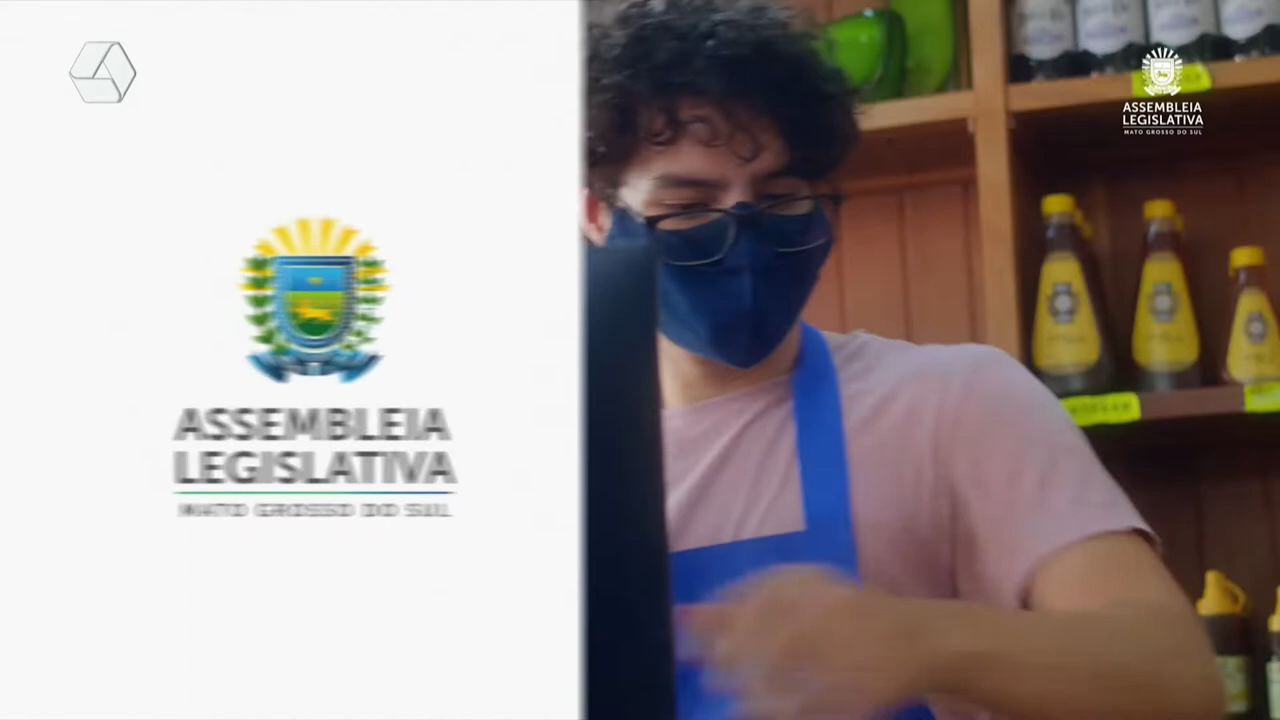 ASSEMBLEIA
LEGISLATIVA
MATO GROSSO DO SUL
ASSEMBLEIA
LEGISLATIVA
MATO GROSSO DO SUL